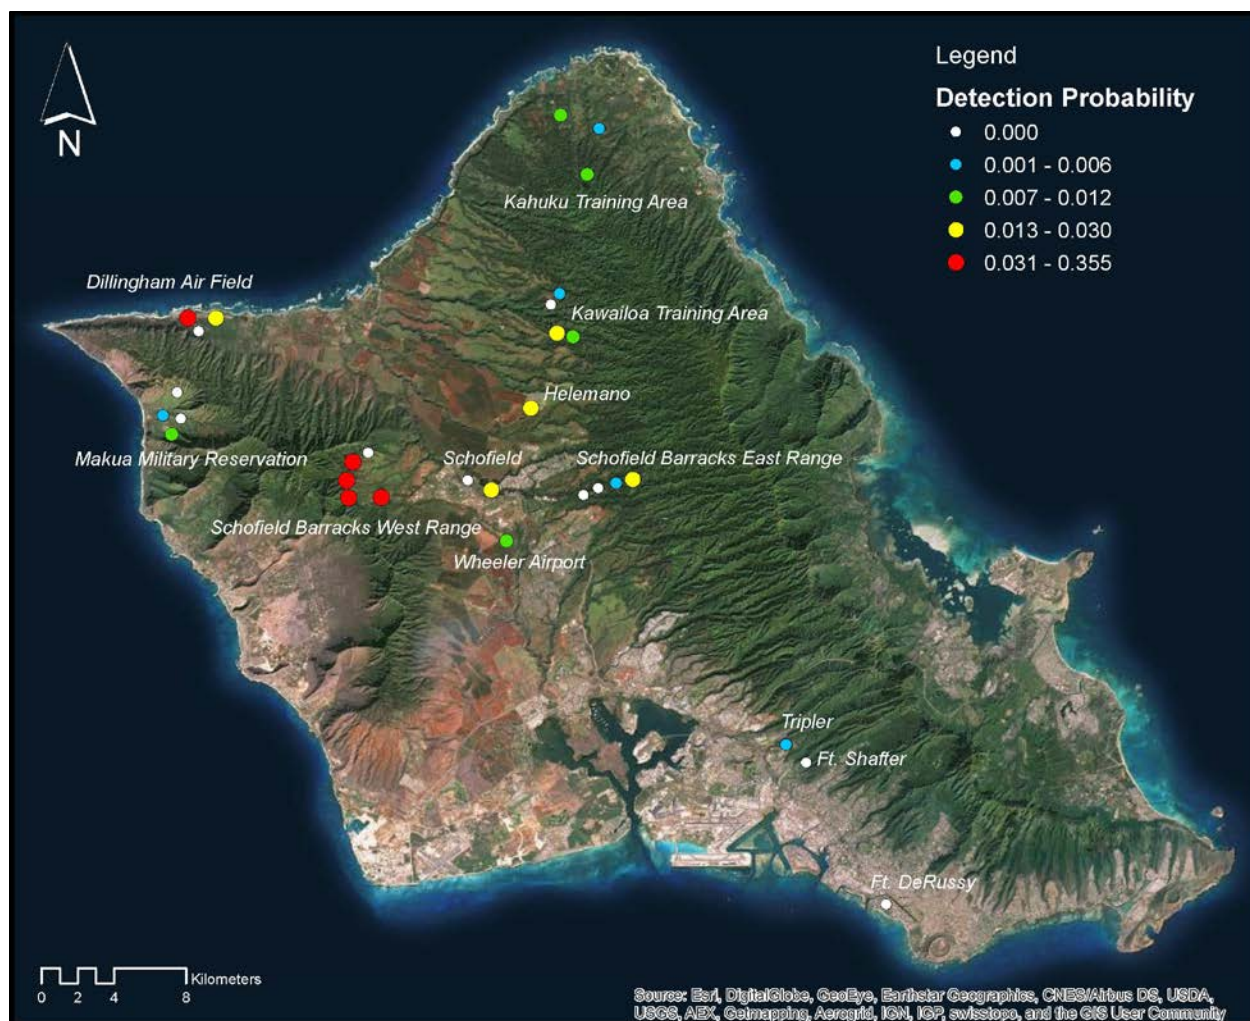 Legend
Detection Probability
0.000
0.001 - 0.006
0.007 - 0.012
0.013 - 0.030
0.031 - 0.355
N
Kahuku Training Area
Dillingham Air Field
Kawailoa Training Area
Helemano
Makua Military Reservation
Schofield
Schofield Barracks East Range
Schofield Barracks West Range
Wheeler Airport
Tripler
Ft. Shafter
Ft. DeRussy
Kilometers
0 2 4 8
Source: Esri, DigitalGlobe, GeoEye, Earthstar Geographics, CNES/Airbus DS, USDA,
USGS, AEX, Getmapping, Aerogrid, IGN, IGP, swisstopo, and the GIS User Community